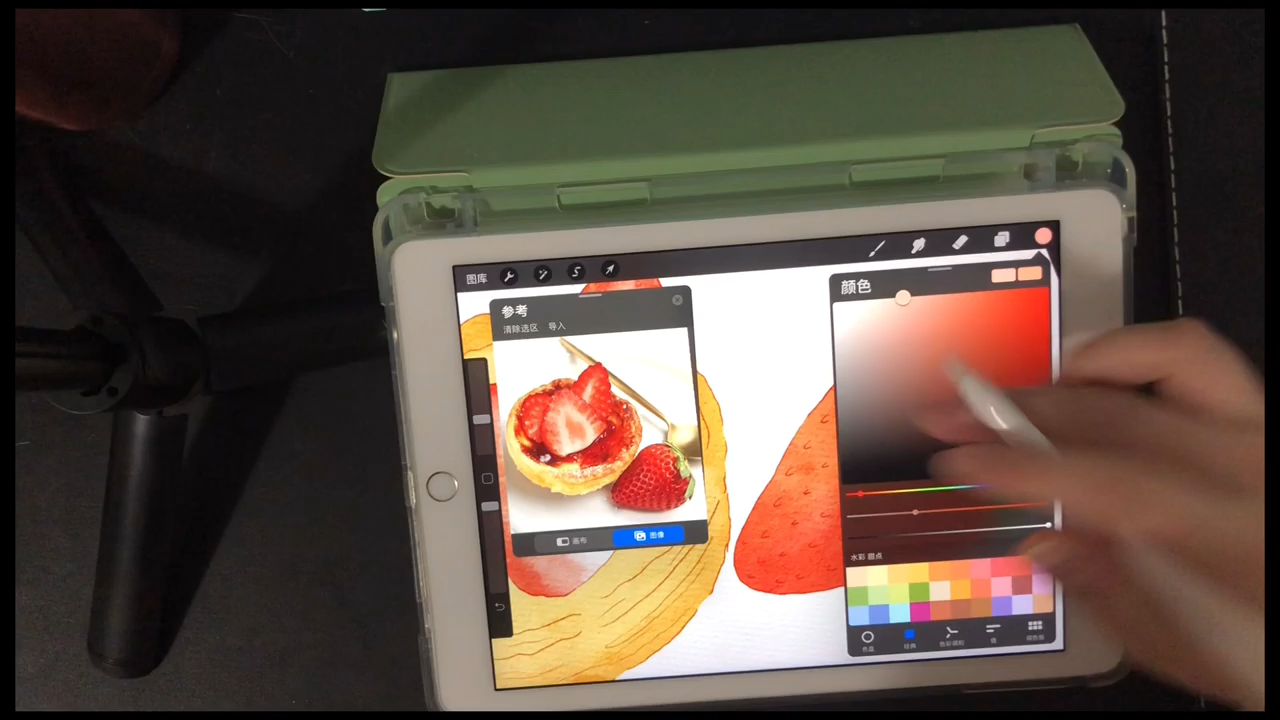 图库
参考
清除选区 导入
画布
图像
颜色
水彩 甜点
色盘
经典
色彩调和
值
调色板